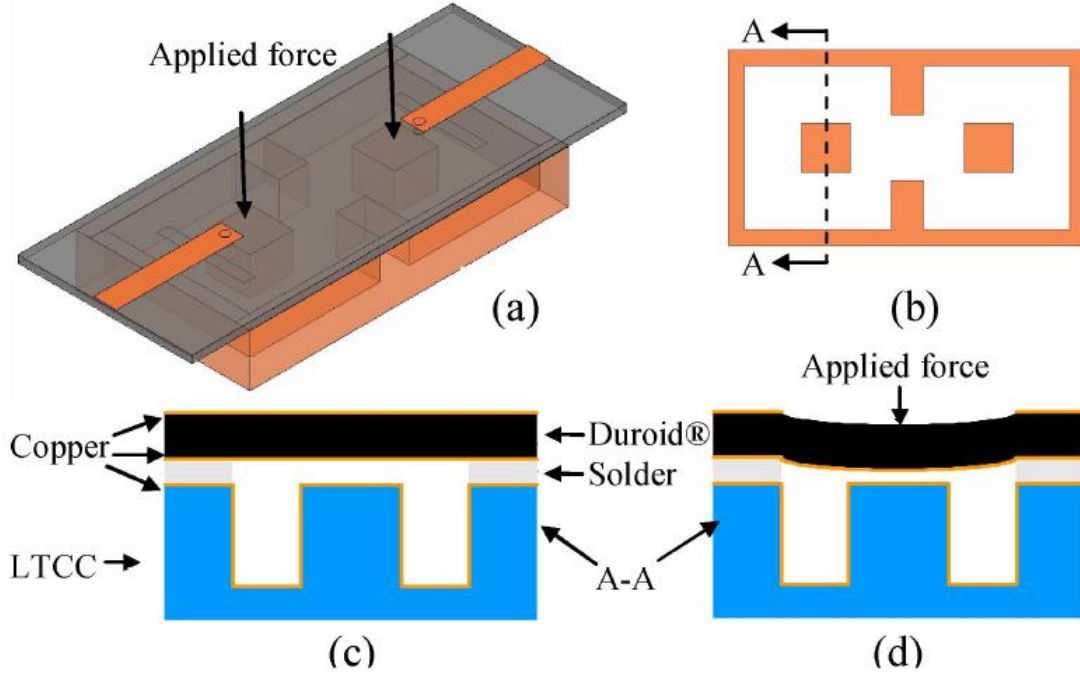 Applied force
(a)
A
A
(b)
Applied force
Copper
Duroid®
Solder
LTCC
A-A
(c)
(d)